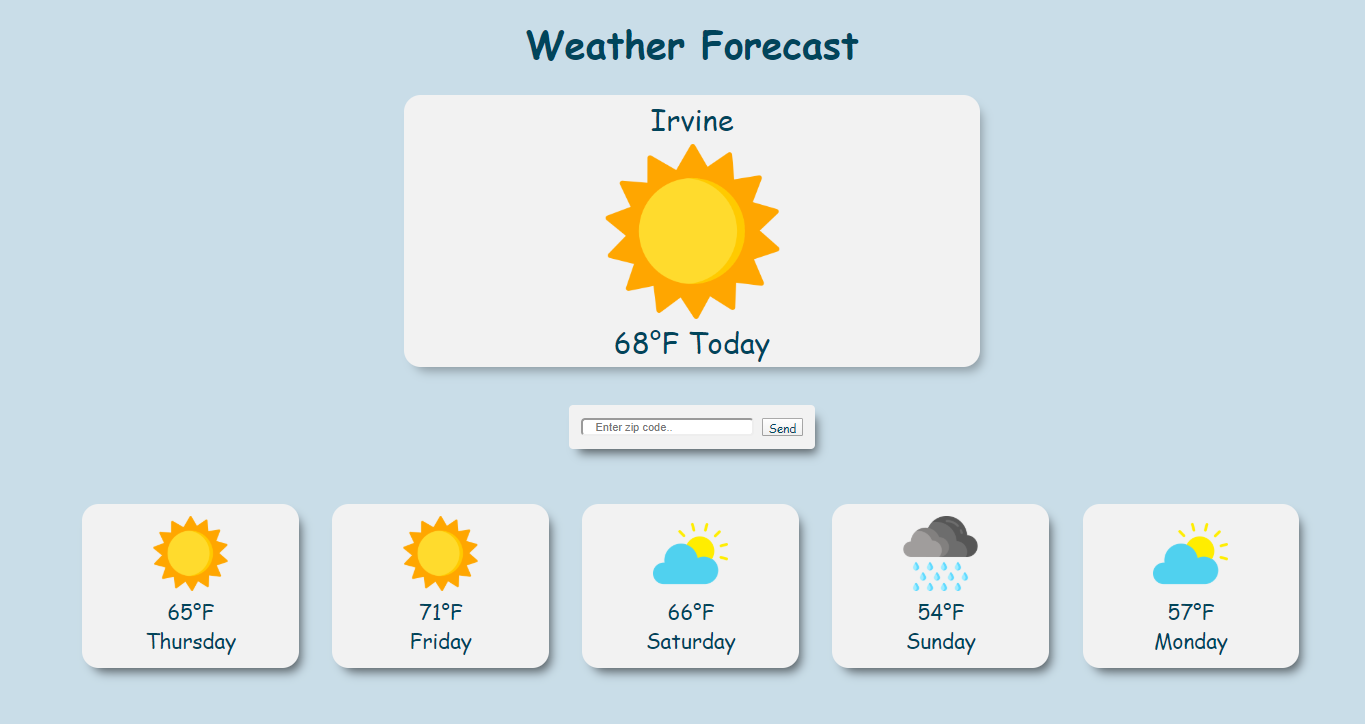 Weather Forecast
Irvine
68°F Today
Enter zip code..
Send
65°F
Thursday
71°F
Friday
66°F
Saturday
54°F
Sunday
57°F
Monday